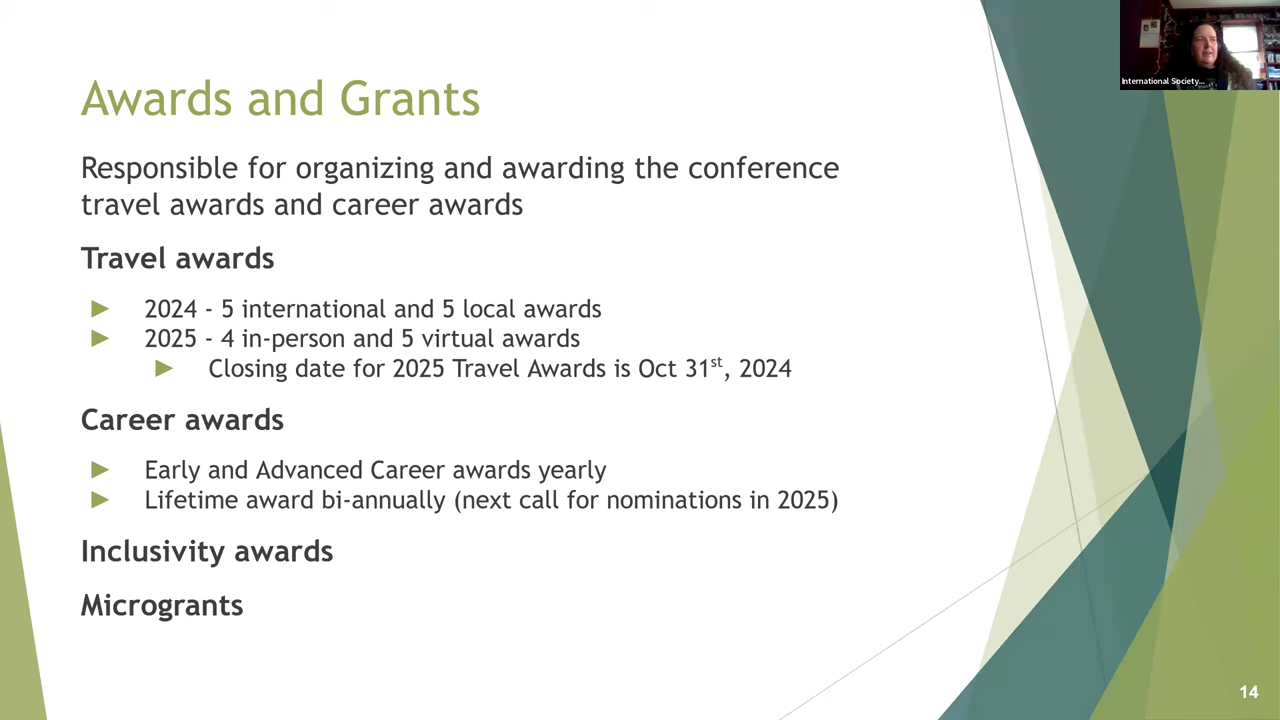 International Society...
Awards and Grants
Responsible for organizing and awarding the conference
travel awards and career awards
Travel awards
► 2024 - 5 international and 5 local awards
► 2025 - 4 in-person and 5 virtual awards
► Closing date for 2025 Travel Awards is Oct 31st, 2024
Career awards
► Early and Advanced Career awards yearly
► Lifetime award bi-annually (next call for nominations in 2025)
Inclusivity awards
Microgrants
14